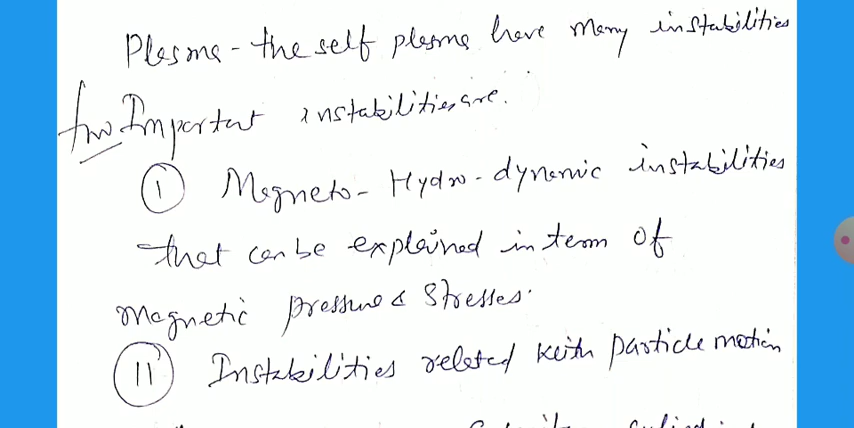 Plasma - the self plasma have many instabilities
Two Important instabilities are.
(I) Magneto - Hydro - dynamic instabilities
that can be explained in term of
magnetic pressure & stresses.
(II) Instabilities related with particle motion